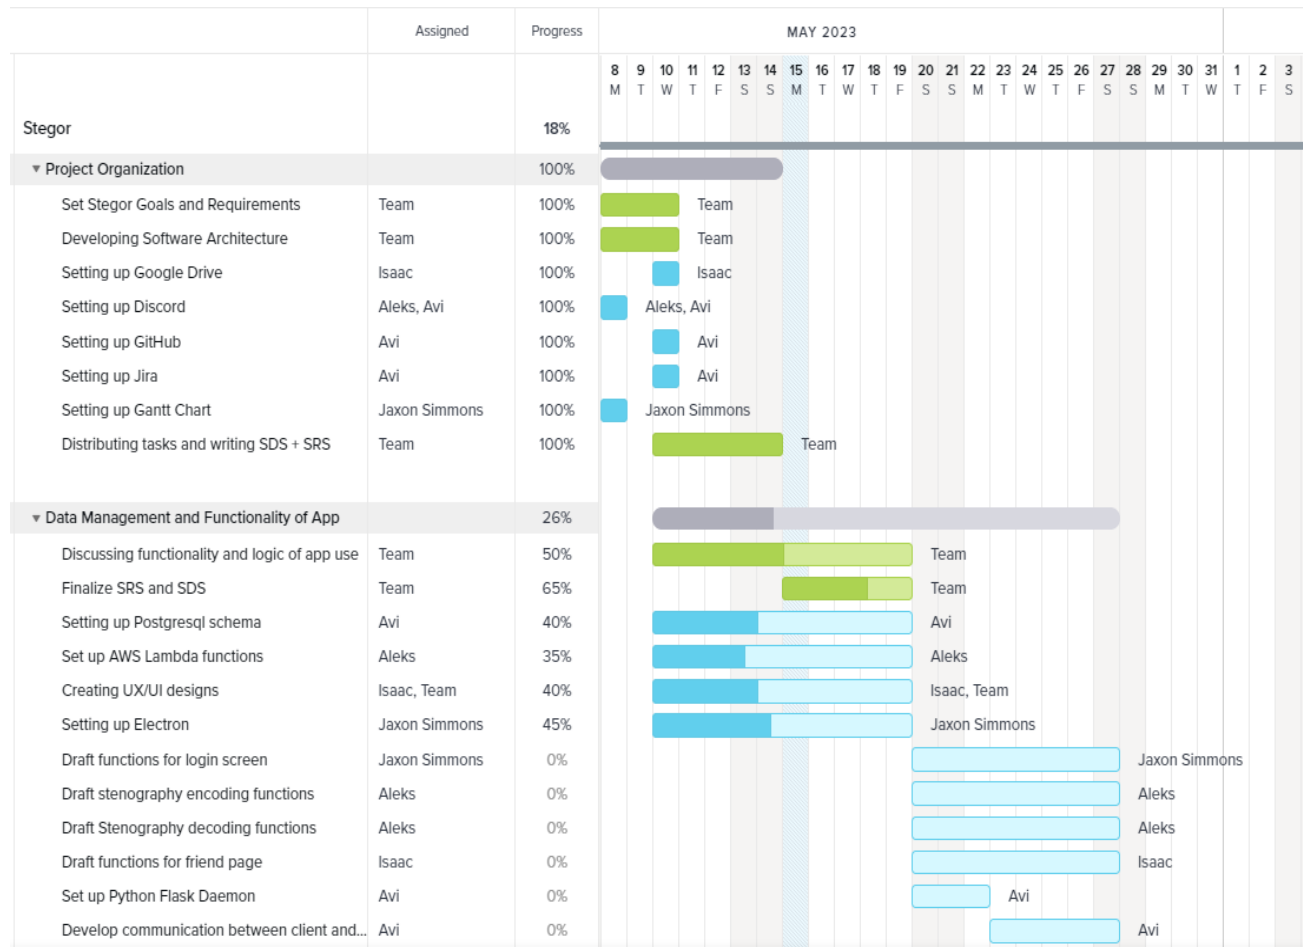 Assigned Progress MAY 2023
8 9 10 11 12 13 14 15 16 17 18 19 20 21 22 23 24 25 26 27 28 29 30 31 1 2 3
M T W T F S S M T W T F S S M T W T F S S M T W T F S
Stegor 18%
Project Organization 100%
Set Stegor Goals and Requirements Team 100% Team
Developing Software Architecture Team 100% Team
Setting up Google Drive Isaac 100% Isaac
Setting up Discord Aleks, Avi 100% Aleks, Avi
Setting up GitHub Avi 100% Avi
Setting up Jira Avi 100% Avi
Setting up Gantt Chart Jaxon Simmons 100% Jaxon Simmons
Distributing tasks and writing SDS + SRS Team 100% Team
Data Management and Functionality of App 26%
Discussing functionality and logic of app use Team 50% Team
Finalize SRS and SDS Team 65% Team
Setting up Postgresql schema Avi 40% Avi
Set up AWS Lambda functions Aleks 35% Aleks
Creating UX/UI designs Isaac, Team 40% Isaac, Team
Setting up Electron Jaxon Simmons 45% Jaxon Simmons
Draft functions for login screen Jaxon Simmons 0% Jaxon Simmons
Draft stenography encoding functions Aleks 0% Aleks
Draft Stenography decoding functions Aleks 0% Aleks
Draft functions for friend page Isaac 0% Isaac
Set up Python Flask Daemon Avi 0% Avi
Develop communication between client and... Avi 0% Avi